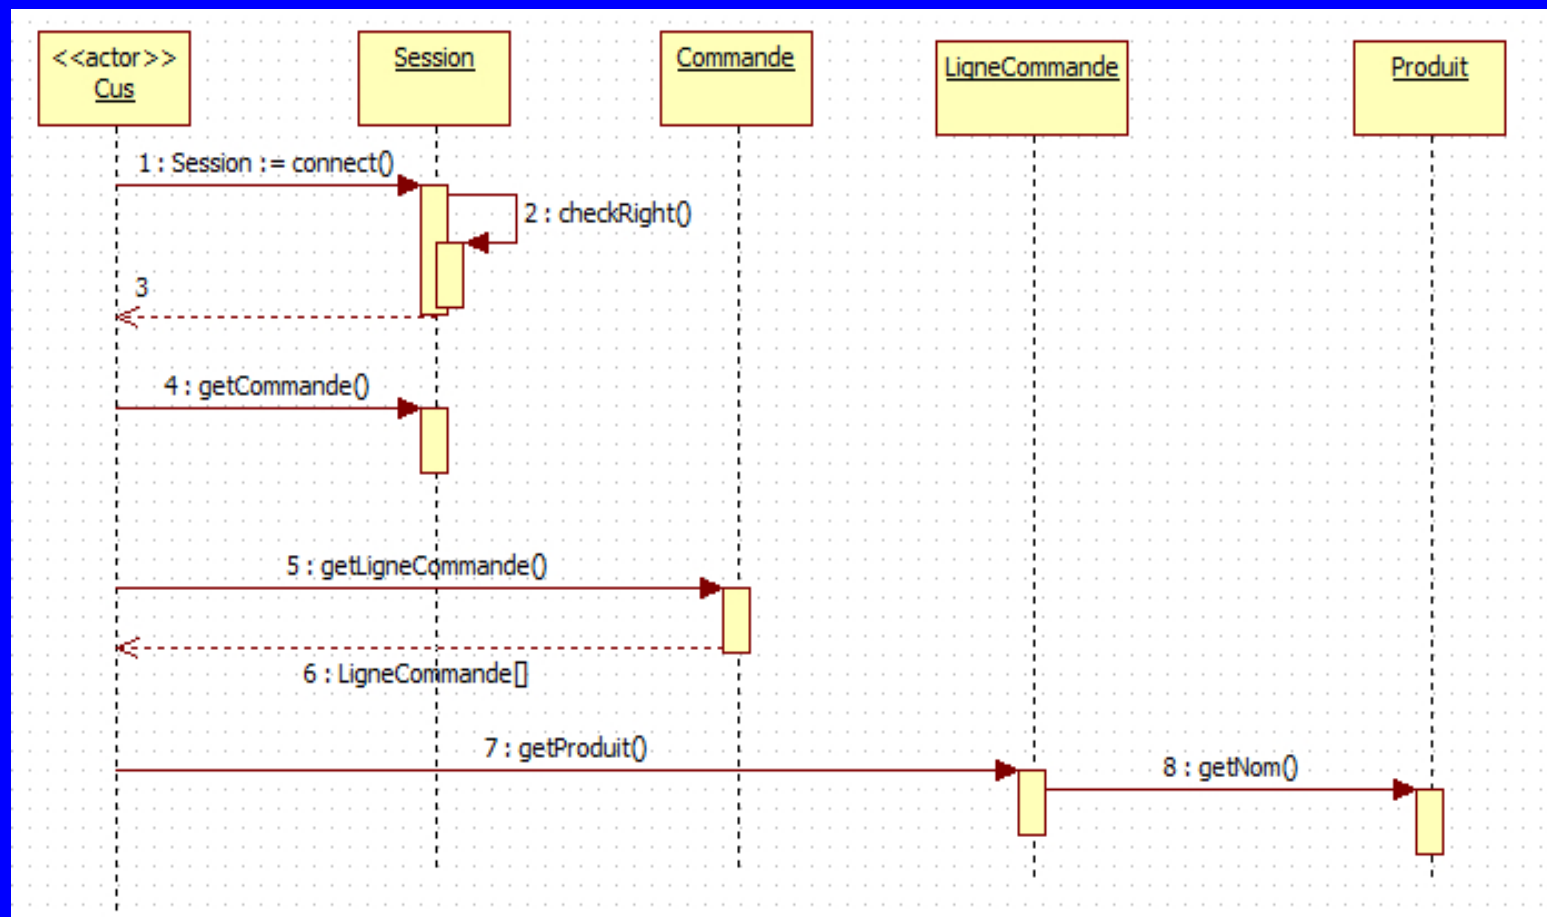 <<actor>>
Cus
Session
Commande
LigneCommande
Produit
1 : Session := connect()
2 : checkRight()
3
4 : getCommande()
5 : getLigneCommande()
6 : LigneCommande[]
7 : getProduit()
8 : getNom()